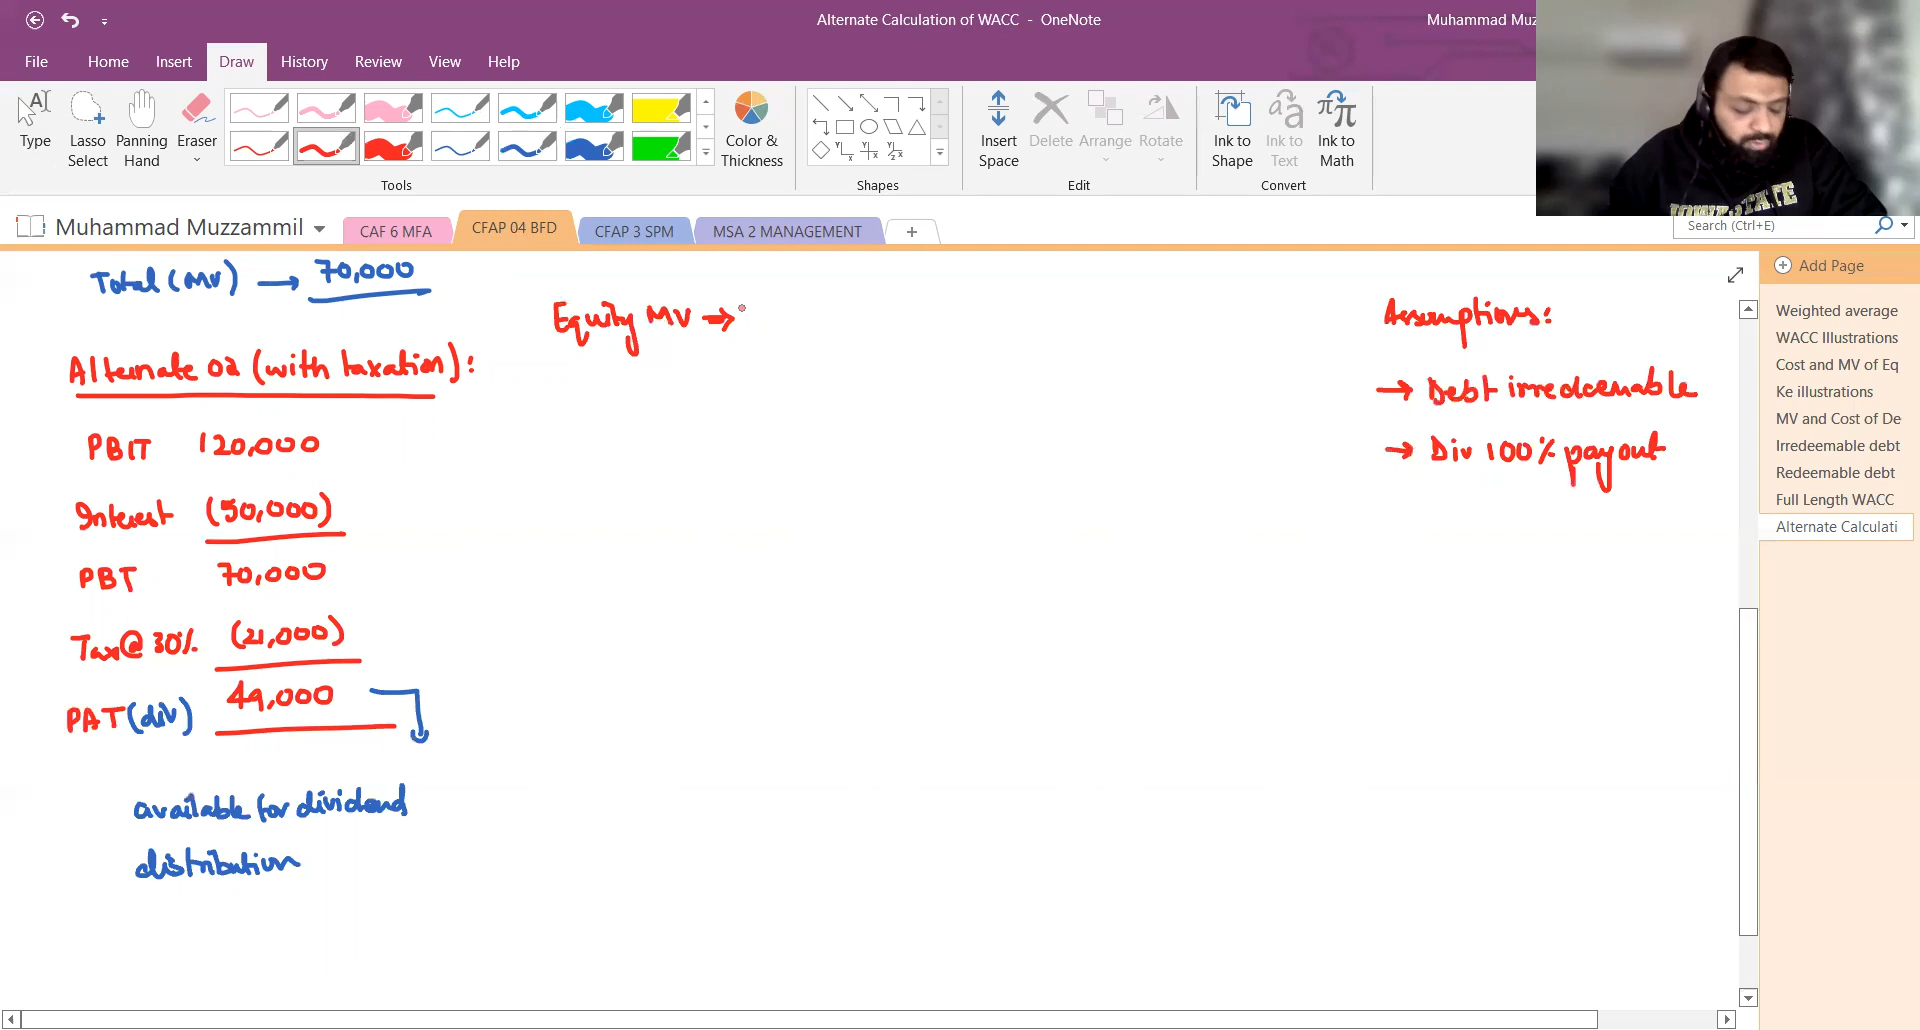 Alternate Calculation of WACC - OneNote
Muhammad Muz
File Home Insert Draw History Review View Help
Type
Lasso Select
Panning Hand
Eraser
Color & Thickness
Insert Space
Delete
Arrange
Rotate
Ink to Shape
Ink to Text
Ink to Math
Tools
Shapes
Edit
Convert
Muhammad Muzzammil
CAF 6 MFA
CFAP 04 BFD
CFAP 3 SPM
MSA 2 MANAGEMENT
Search (Ctrl+E)
Add Page
Weighted average
WACC Illustrations
Cost and MV of Eq
Ke illustrations
MV and Cost of De
Irredeemable debt
Redeemable debt
Full Length WACC
Alternate Calculati
Total (MV) → 70,000
Alternate 02 (with taxation):
PBIT 120,000
Interest (50,000)
PBT 70,000
Tax@ 30% (21,000)
PAT (div) 49,000
available for dividend
distribution
Equity MV →
Assumptions:
→ Debt irredeemable
→ Div 100% payout